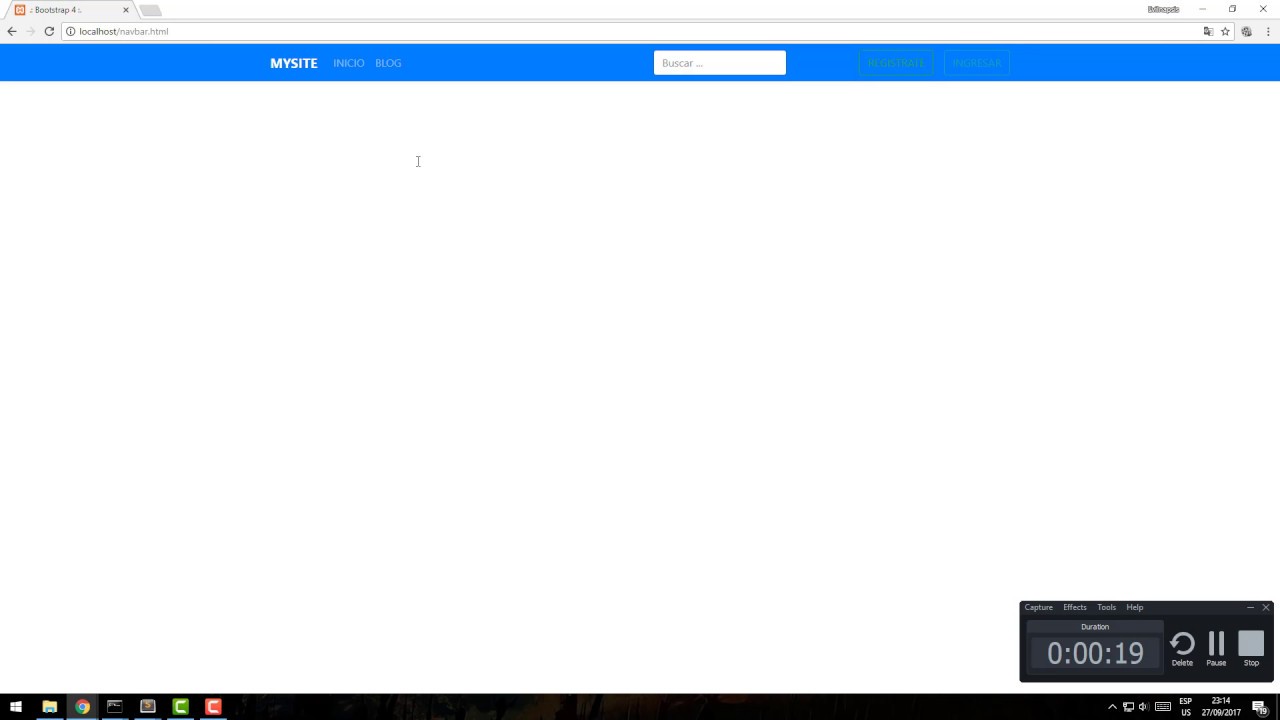 .: Bootstrap 4 :.
Evilnapsis
localhost/navbar.html
MYSITE INICIO BLOG Buscar ... REGISTRATE INGRESAR
Capture Effects Tools Help
Duration
0:00:19
Delete Pause Stop
ESP
US
23:14
27/09/2017
19